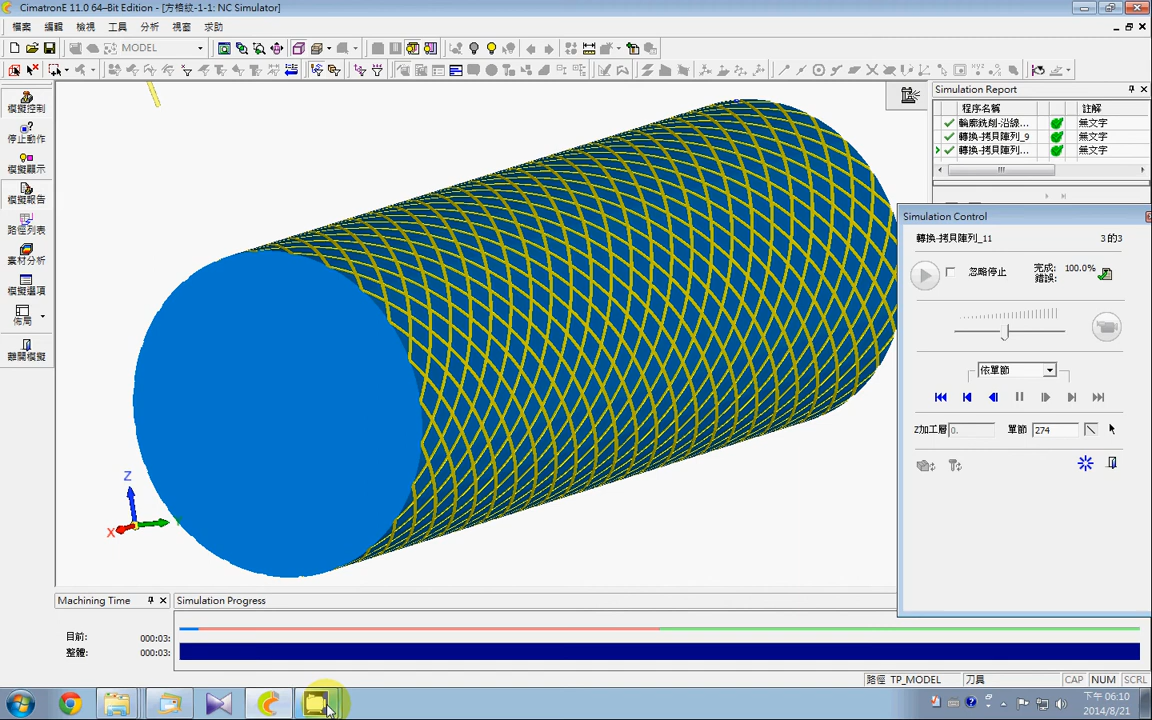 CimatronE 11.0 64-Bit Edition - [方格紋-1-1: NC Simulator]
檔案 編輯 檢視 工具 分析 視窗 求助
MODEL
模擬控制
停止動作
模擬顯示
模擬報告
路徑列表
素材分析
模擬選項
佈局
離開模擬
Simulation Report
程序名稱 註解
輪廓銑削-沿線... 無文字
轉換-拷貝陣列_9 無文字
轉換-拷貝陣列... 無文字
Simulation Control
轉換-拷貝陣列_11 3 的3
忽略停止 完成: 100.0%
錯誤:
依單節
Z加工層 0. 單節 274
Z
X
Machining Time
Simulation Progress
目前: 000:03:
整體: 000:03:
路徑 TP_MODEL 刀具 CAP NUM SCRL
下午 06:10
2014/8/21